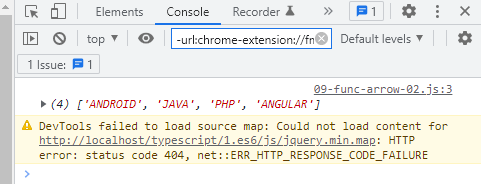 Elements Console Recorder 1
top -url:chrome-extension://fn Default levels
1 Issue: 1
09-func-arrow-02.js:3
(4) ['ANDROID', 'JAVA', 'PHP', 'ANGULAR']
DevTools failed to load source map: Could not load content for
http://localhost/typescript/1.es6/js/jquery.min.map: HTTP
error: status code 404, net::ERR_HTTP_RESPONSE_CODE_FAILURE